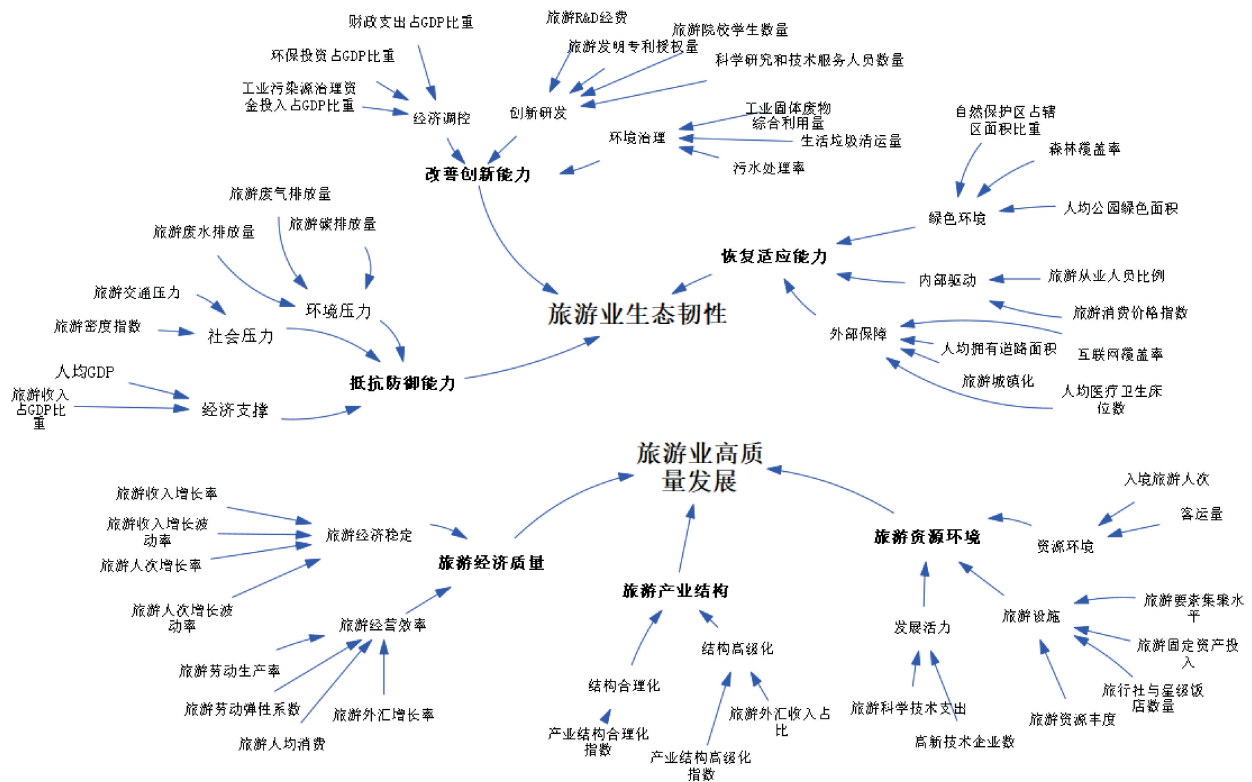 财政支出占GDP比重
旅游R&D经费
旅游院校学生数量
旅游发明专利授权量
环保投资占GDP比重
科学研究和技术服务人员数量
工业污染源治理资
金投入占GDP比重
经济调控
创新研发
工业固体废物
综合利用量
环境治理
生活垃圾清运量
污水处理率
改善创新能力
自然保护区占辖
区面积比重
森林覆盖率
人均公园绿色面积
绿色环境
旅游废气排放量
旅游碳排放量
旅游废水排放量
恢复适应能力
内部驱动
旅游从业人员比例
旅游交通压力
环境压力
旅游消费价格指数
旅游业生态韧性
旅游密度指数
社会压力
外部保障
人均拥有道路面积
互联网覆盖率
旅游城镇化
人均医疗卫生床
位数
人均GDP
抵抗防御能力
旅游收入
占GDP比
重
经济支撑
旅游业高质
量发展
旅游收入增长率
旅游收入增长波
动率
旅游经济稳定
旅游人次增长率
旅游经济质量
旅游人次增长波
动率
旅游经营效率
旅游劳动生产率
旅游劳动弹性系数
旅游外汇增长率
旅游人均消费
旅游产业结构
结构高级化
结构合理化
产业结构合理化
指数
旅游外汇收入占
比
产业结构高级化
指数
入境旅游人次
客运量
旅游资源环境
资源环境
发展活力
旅游设施
旅游要素集聚水
平
旅游固定资产投
入
旅行社与星级饭
店数量
旅游科学技术支出
旅游资源丰度
高新技术企业数